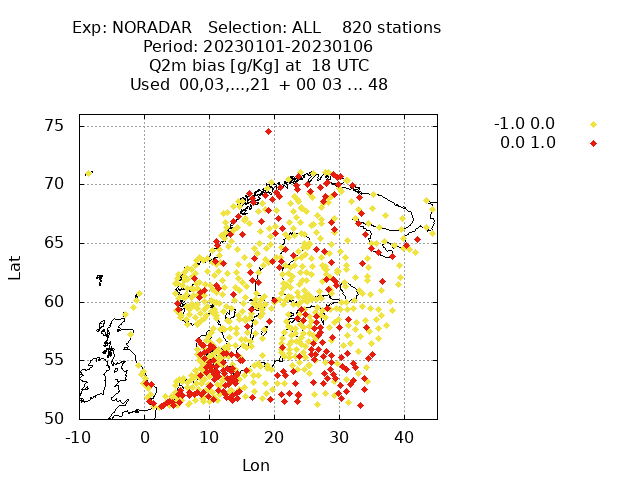 Exp: NORADAR Selection: ALL 820 stations
Period: 20230101-20230106
Q2m bias [g/Kg] at 18 UTC
Used 00,03,...,21 + 00 03 ... 48
-1.0 0.0
0.0 1.0
75
70
65
60
55
50
Lat
-10 0 10 20 30 40
Lon